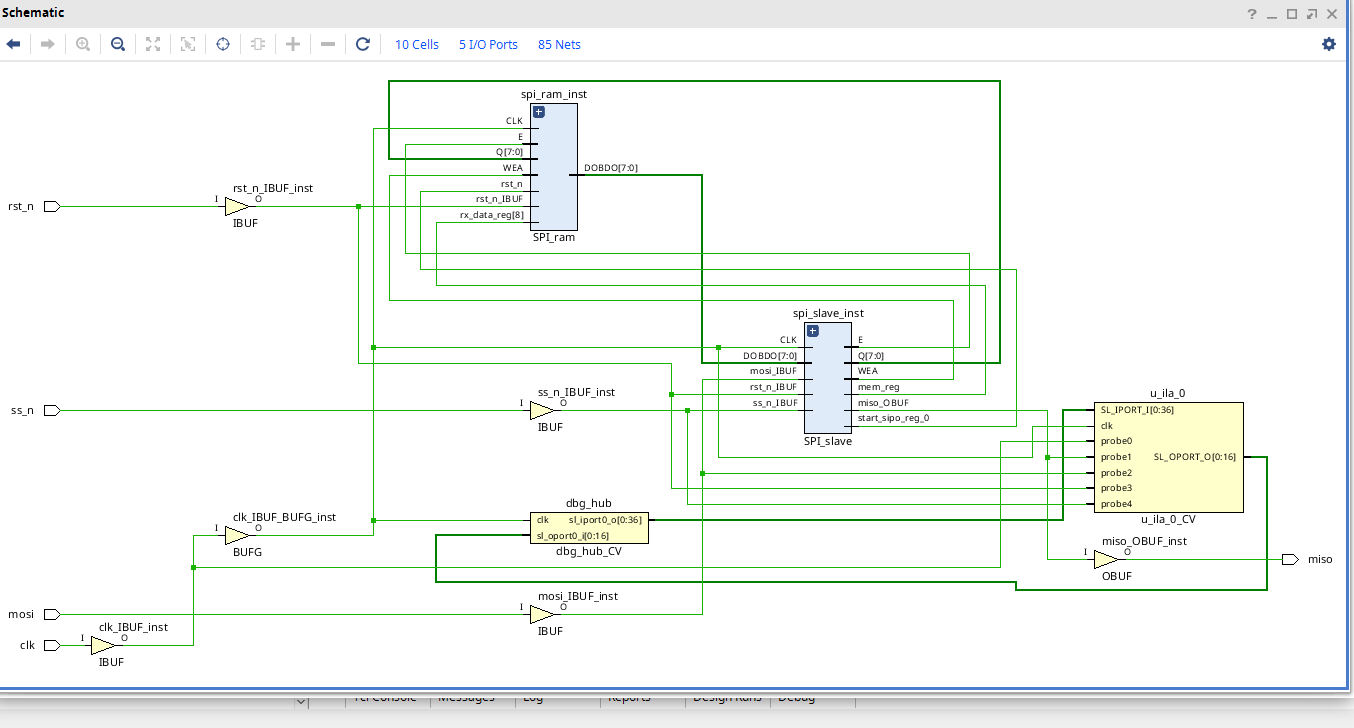 Schematic
10 Cells 5 I/O Ports 85 Nets
spi_ram_inst
CLK
E
Q[7:0]
WEA
rst_n
rst_n_IBUF
rx_data_reg[8]
DOBDO[7:0]
SPI_ram
rst_n
rst_n_IBUF_inst
I O
IBUF
spi_slave_inst
CLK
DOBDO[7:0]
mosi_IBUF
rst_n_IBUF
ss_n_IBUF
E
Q[7:0]
WEA
mem_reg
miso_OBUF
start_sipo_reg_0
SPI_slave
ss_n
ss_n_IBUF_inst
I O
IBUF
u_ila_0
SL_IPORT_I[0:36]
clk
probe0
probe1 SL_OPORT_O[0:16]
probe2
probe3
probe4
u_ila_0_CV
dbg_hub
clk sl_iport0_o[0:36]
sl_oport0_i[0:16]
dbg_hub_CV
clk_IBUF_BUFG_inst
I O
BUFG
miso_OBUF_inst
I O
OBUF
miso
mosi
mosi_IBUF_inst
I O
IBUF
clk
clk_IBUF_inst
I O
IBUF
Tcl Console Messages Log Reports Design Runs Debug